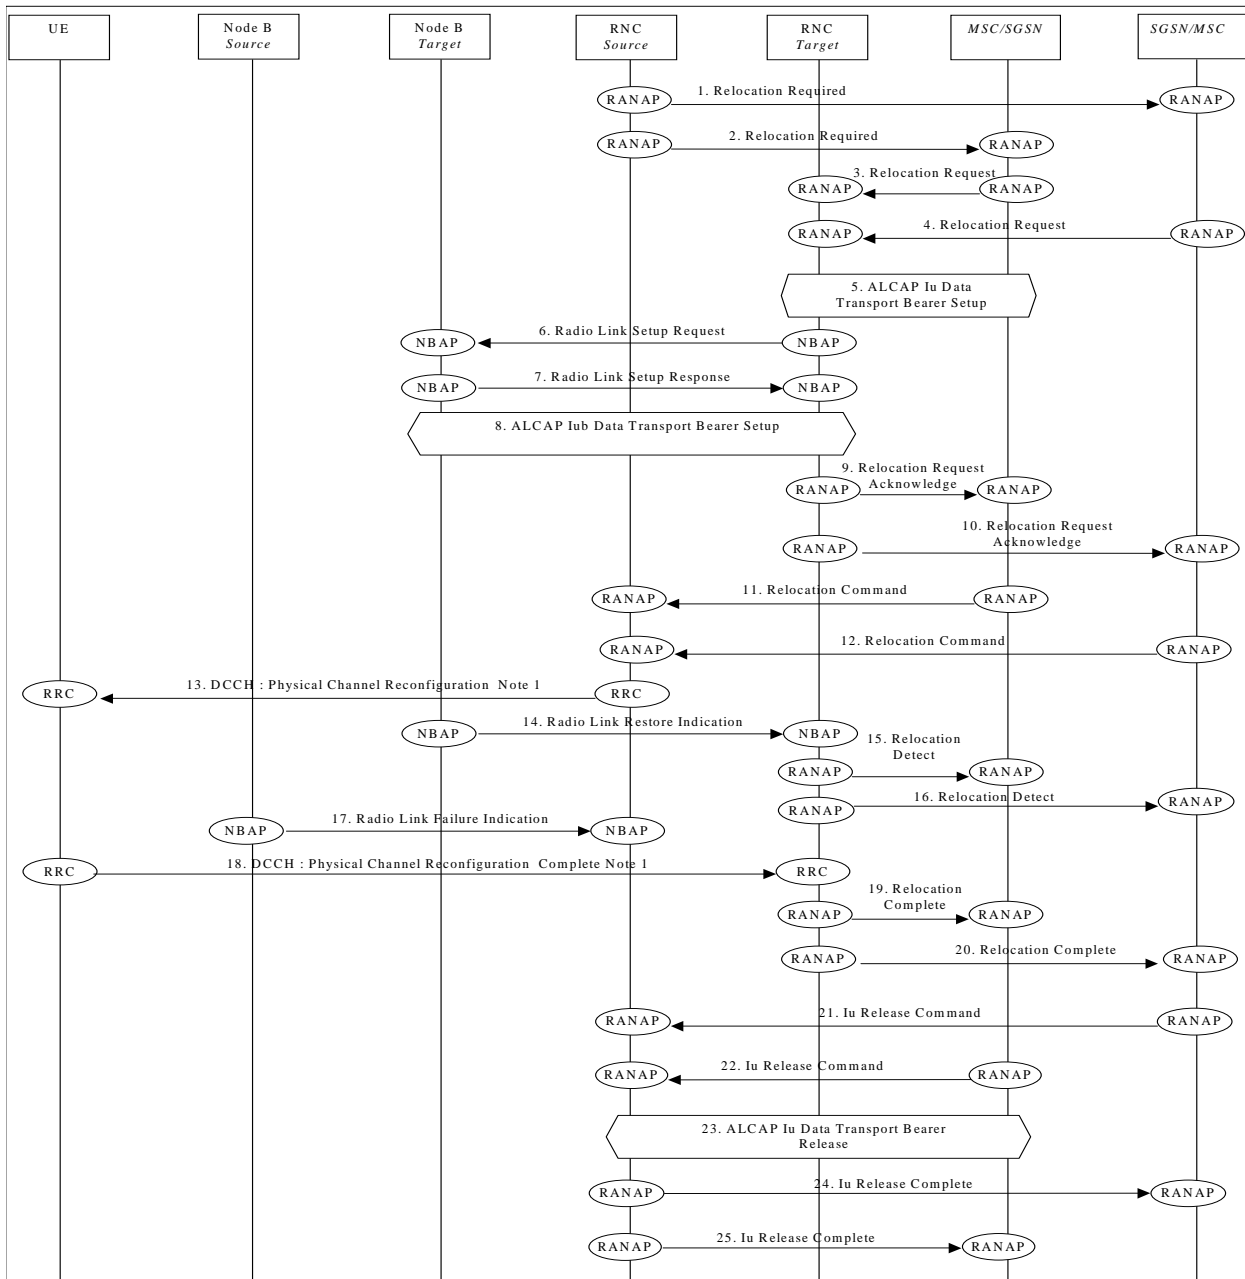 UE
Node B
Source
Node B
Target
RNC
Source
RNC
Target
MSC/SGSN
SGSN/MSC
RANAP
1. Relocation Required
RANAP
RANAP
2. Relocation Required
RANAP
RANAP
3. Relocation Request
RANAP
RANAP
4. Relocation Request
RANAP
5. ALCAP Iu Data
Transport Bearer Setup
NBAP
6. Radio Link Setup Request
NBAP
NBAP
7. Radio Link Setup Response
NBAP
8. ALCAP Iub Data Transport Bearer Setup
RANAP
9. Relocation Request
Acknowledge
RANAP
RANAP
10. Relocation Request
Acknowledge
RANAP
RANAP
11. Relocation Command
RANAP
RANAP
12. Relocation Command
RANAP
RRC
13. DCCH : Physical Channel Reconfiguration Note 1
RRC
NBAP
14. Radio Link Restore Indication
NBAP
15. Relocation
Detect
RANAP
RANAP
16. Relocation Detect
RANAP
RANAP
NBAP
17. Radio Link Failure Indication
NBAP
RRC
18. DCCH : Physical Channel Reconfiguration Complete Note 1
RRC
19. Relocation
Complete
RANAP
RANAP
RANAP
20. Relocation Complete
RANAP
RANAP
21. Iu Release Command
RANAP
RANAP
22. Iu Release Command
RANAP
23. ALCAP Iu Data Transport Bearer
Release
RANAP
24. Iu Release Complete
RANAP
RANAP
25. Iu Release Complete
RANAP